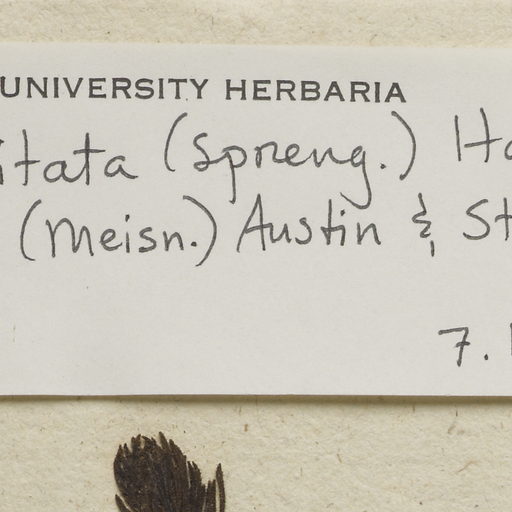 UNIVERSITY HERBARIA
itata (Spreng.) Ha
(Meisn.) Austin & St
7.